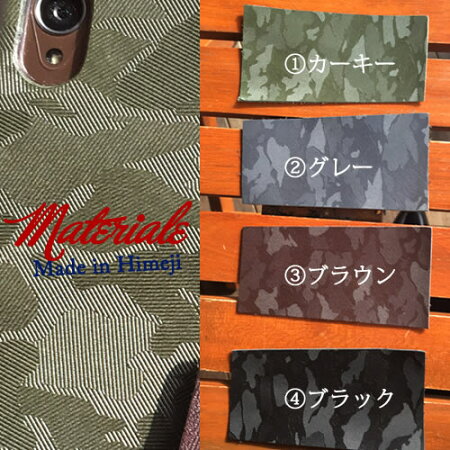 Materials
Made in Himeji
①カーキー
②グレー
③ブラウン
④ブラック